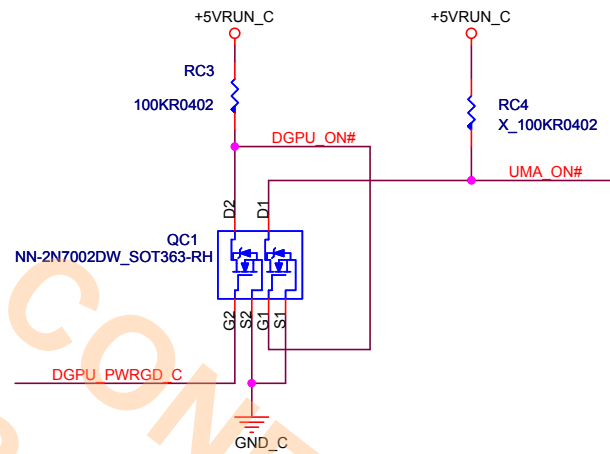 +5VRUN_C
+5VRUN_C
RC3
100KR0402
RC4
X_100KR0402
DGPU_ON#
UMA_ON#
D2
D1
QC1
NN-2N7002DW_SOT363-RH
G2
S2
G1
S1
DGPU_PWRGD_C
GND_C
CONF